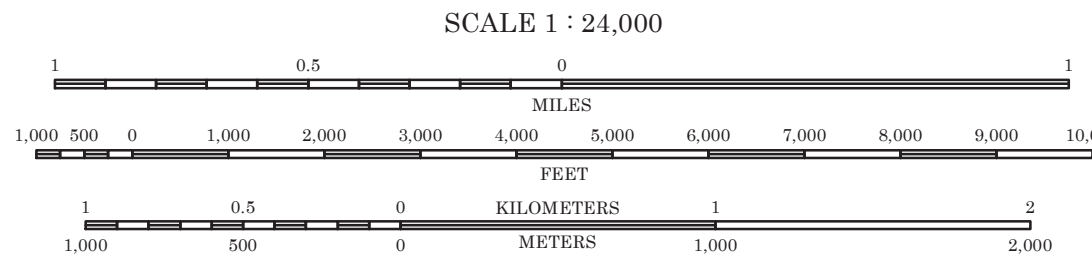 SCALE 1 : 24,000
1 0.5 0 1
MILES
1,000 500 0 1,000 2,000 3,000 4,000 5,000 6,000 7,000 8,000 9,000
FEET
1 0.5 0 KILOMETERS 1 2
1,000 500 0 METERS 1,000 2,000